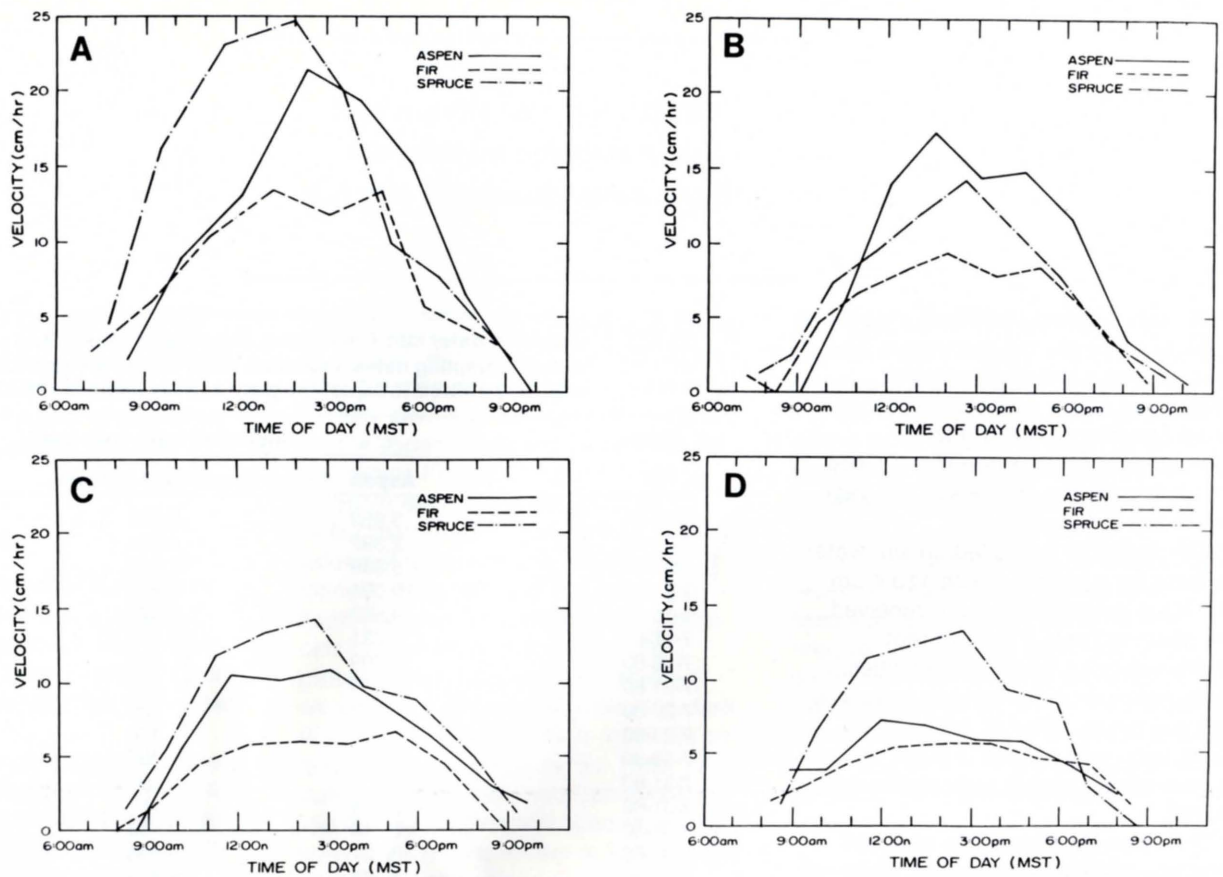 A
ASPEN
FIR
SPRUCE
25
20
15
10
5
0
VELOCITY (cm/hr)
6:00am 9:00am 12:00n 3:00pm 6:00pm 9:00pm
TIME OF DAY (MST)
B
ASPEN
FIR
SPRUCE
25
20
15
10
5
0
VELOCITY (cm/hr)
6:00am 9:00am 12:00n 3:00pm 6:00pm 9:00pm
TIME OF DAY (MST)
C
ASPEN
FIR
SPRUCE
25
20
15
10
5
0
VELOCITY (cm/hr)
6:00am 9:00am 12:00n 3:00pm 6:00pm 9:00pm
TIME OF DAY (MST)
D
ASPEN
FIR
SPRUCE
25
20
15
10
5
0
VELOCITY (cm/hr)
6:00am 9:00am 12:00n 3:00pm 6:00pm 9:00pm
TIME OF DAY (MST)